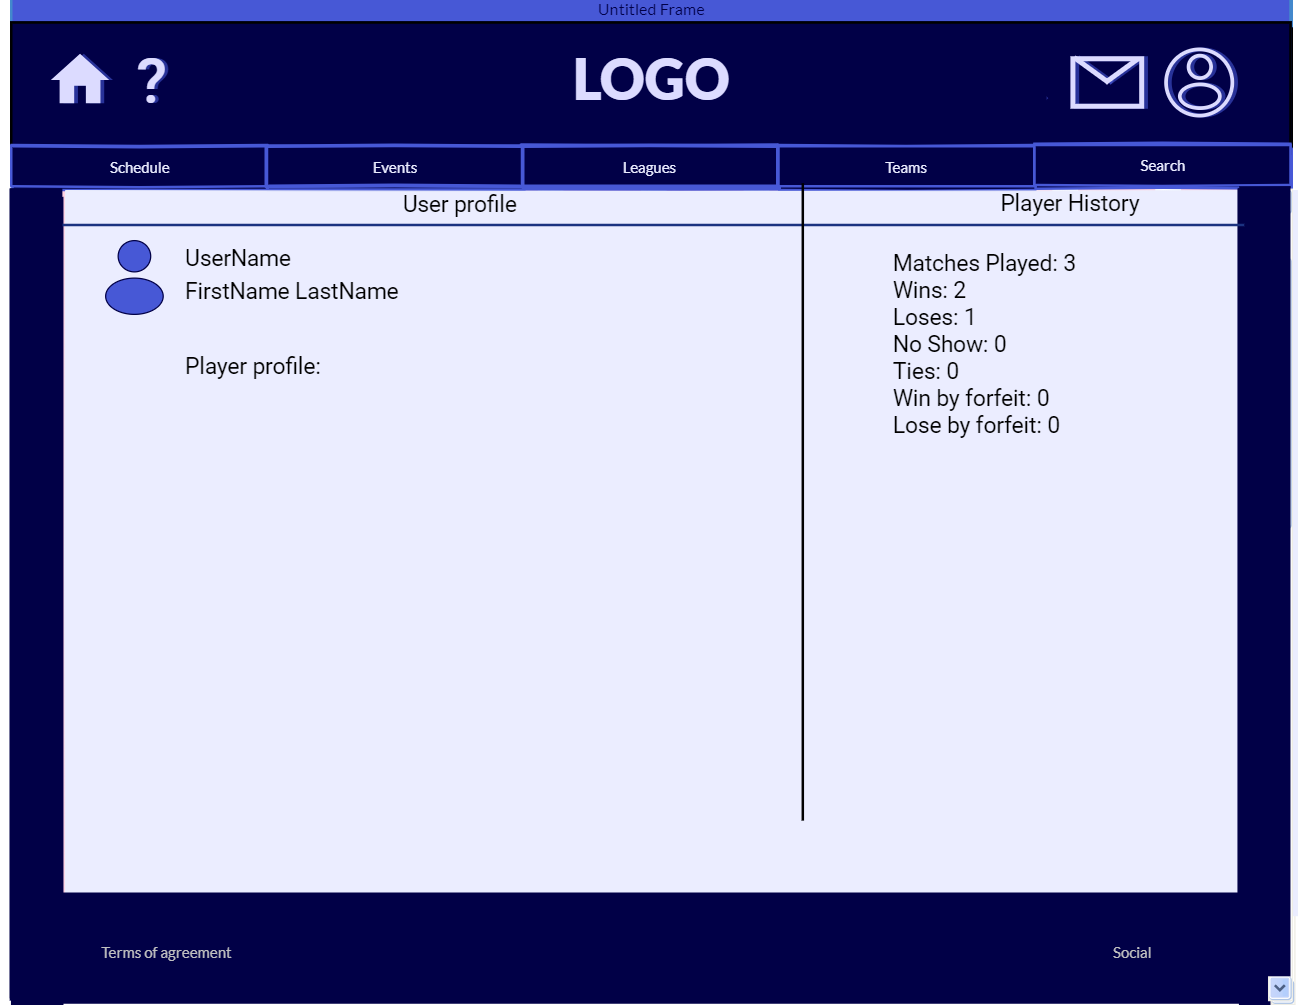 Untitled Frame
?
LOGO
Schedule
Events
Leagues
Teams
Search
User profile
Player History
UserName
FirstName LastName
Player profile:
Matches Played: 3
Wins: 2
Loses: 1
No Show: 0
Ties: 0
Win by forfeit: 0
Lose by forfeit: 0
Terms of agreement
Social